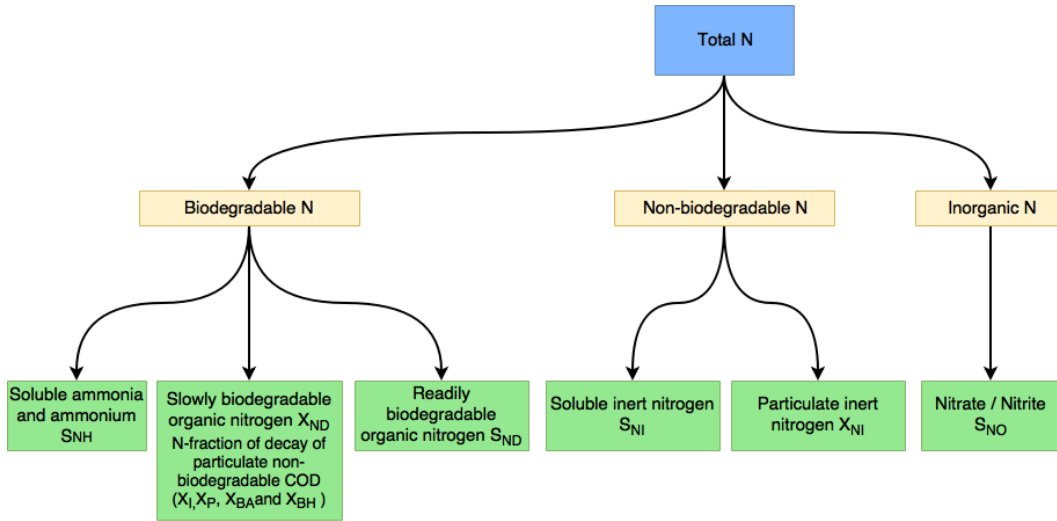 Total N
Biodegradable N
Non-biodegradable N
Inorganic N
Soluble ammonia
and ammonium
SNH
Slowly biodegradable
organic nitrogen XND
N-fraction of decay of
particulate non-
biodegradable COD
(XI,XP, XBAand XBH )
Readily
biodegradable
organic nitrogen SND
Soluble inert nitrogen
SNI
Particulate inert
nitrogen XNI
Nitrate / Nitrite
SNO